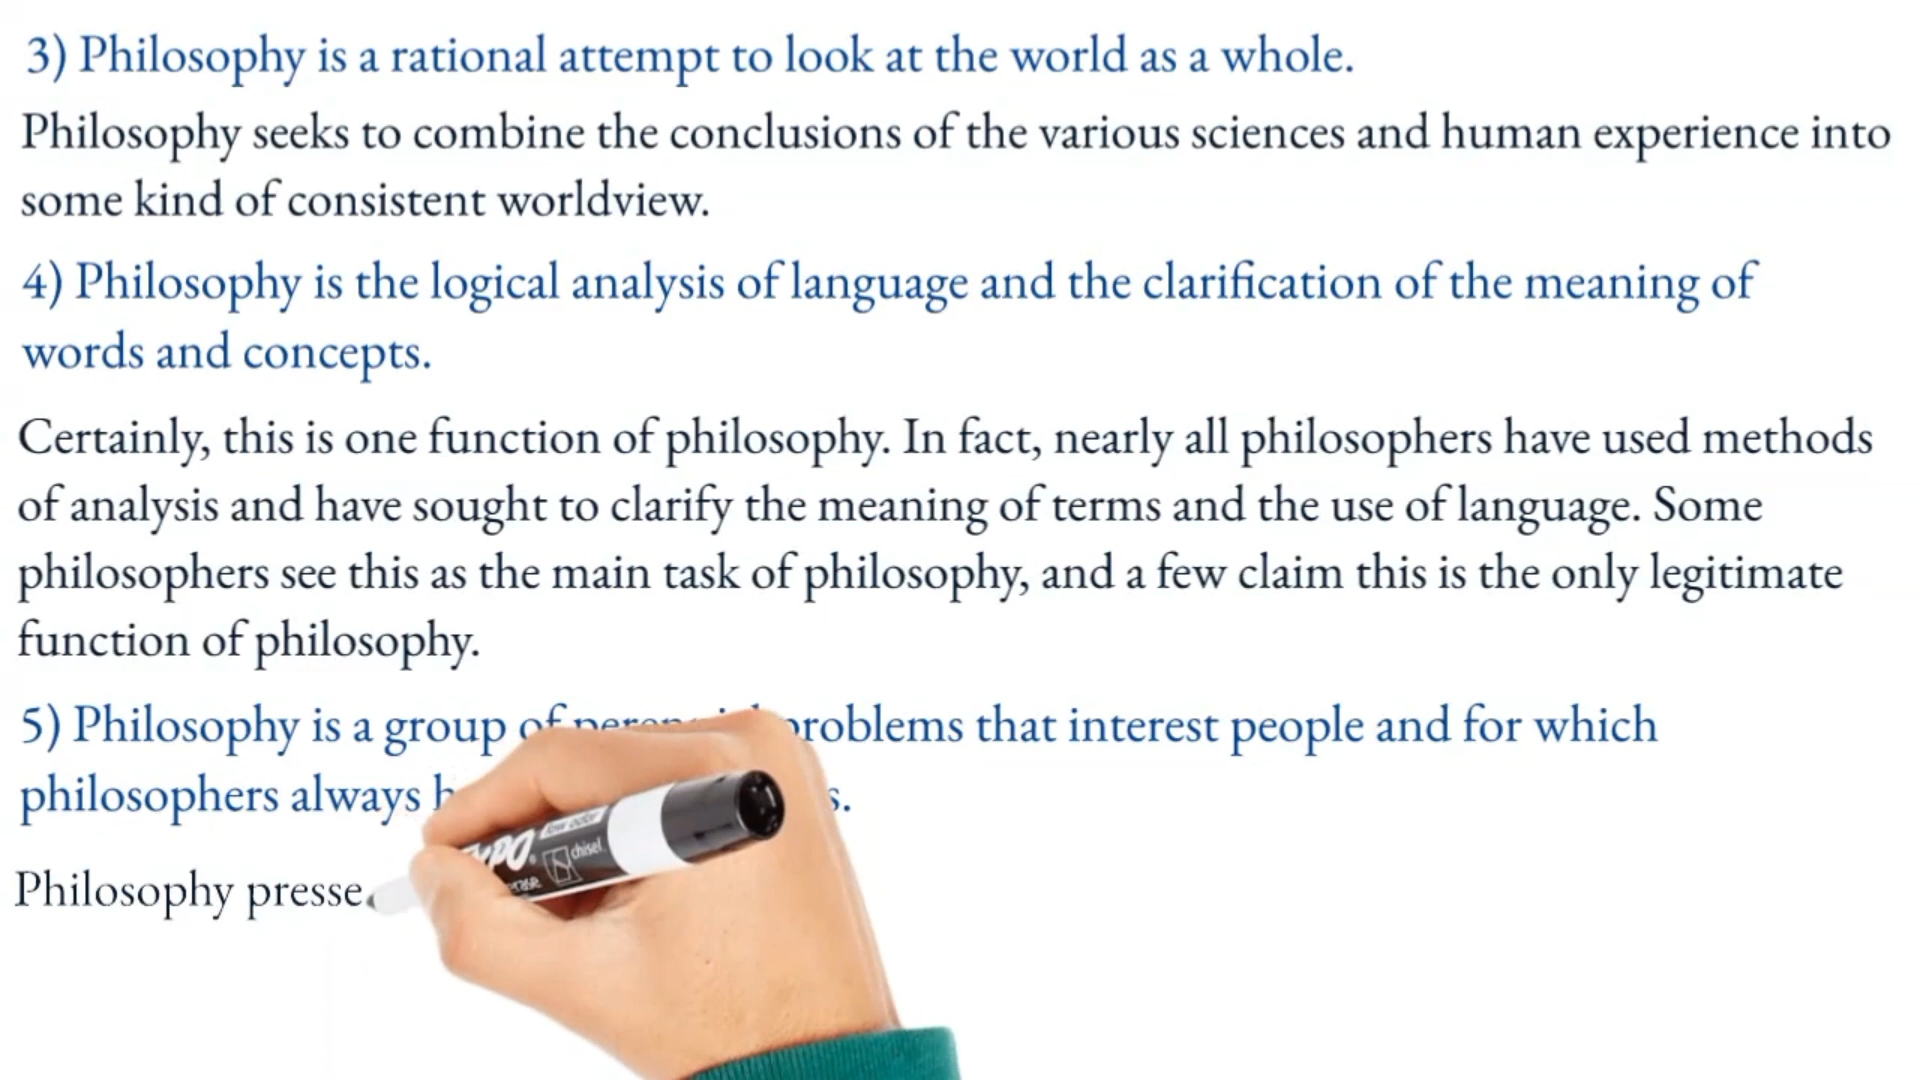 3) Philosophy is a rational attempt to look at the world as a whole.
Philosophy seeks to combine the conclusions of the various sciences and human experience into
some kind of consistent worldview.
4) Philosophy is the logical analysis of language and the clarification of the meaning of
words and concepts.
Certainly, this is one function of philosophy. In fact, nearly all philosophers have used methods
of analysis and have sought to clarify the meaning of terms and the use of language. Some
philosophers see this as the main task of philosophy, and a few claim this is the only legitimate
function of philosophy.
5) Philosophy is a group of problems that interest people and for which
philosophers always
low odor
chisel
Philosophy presse